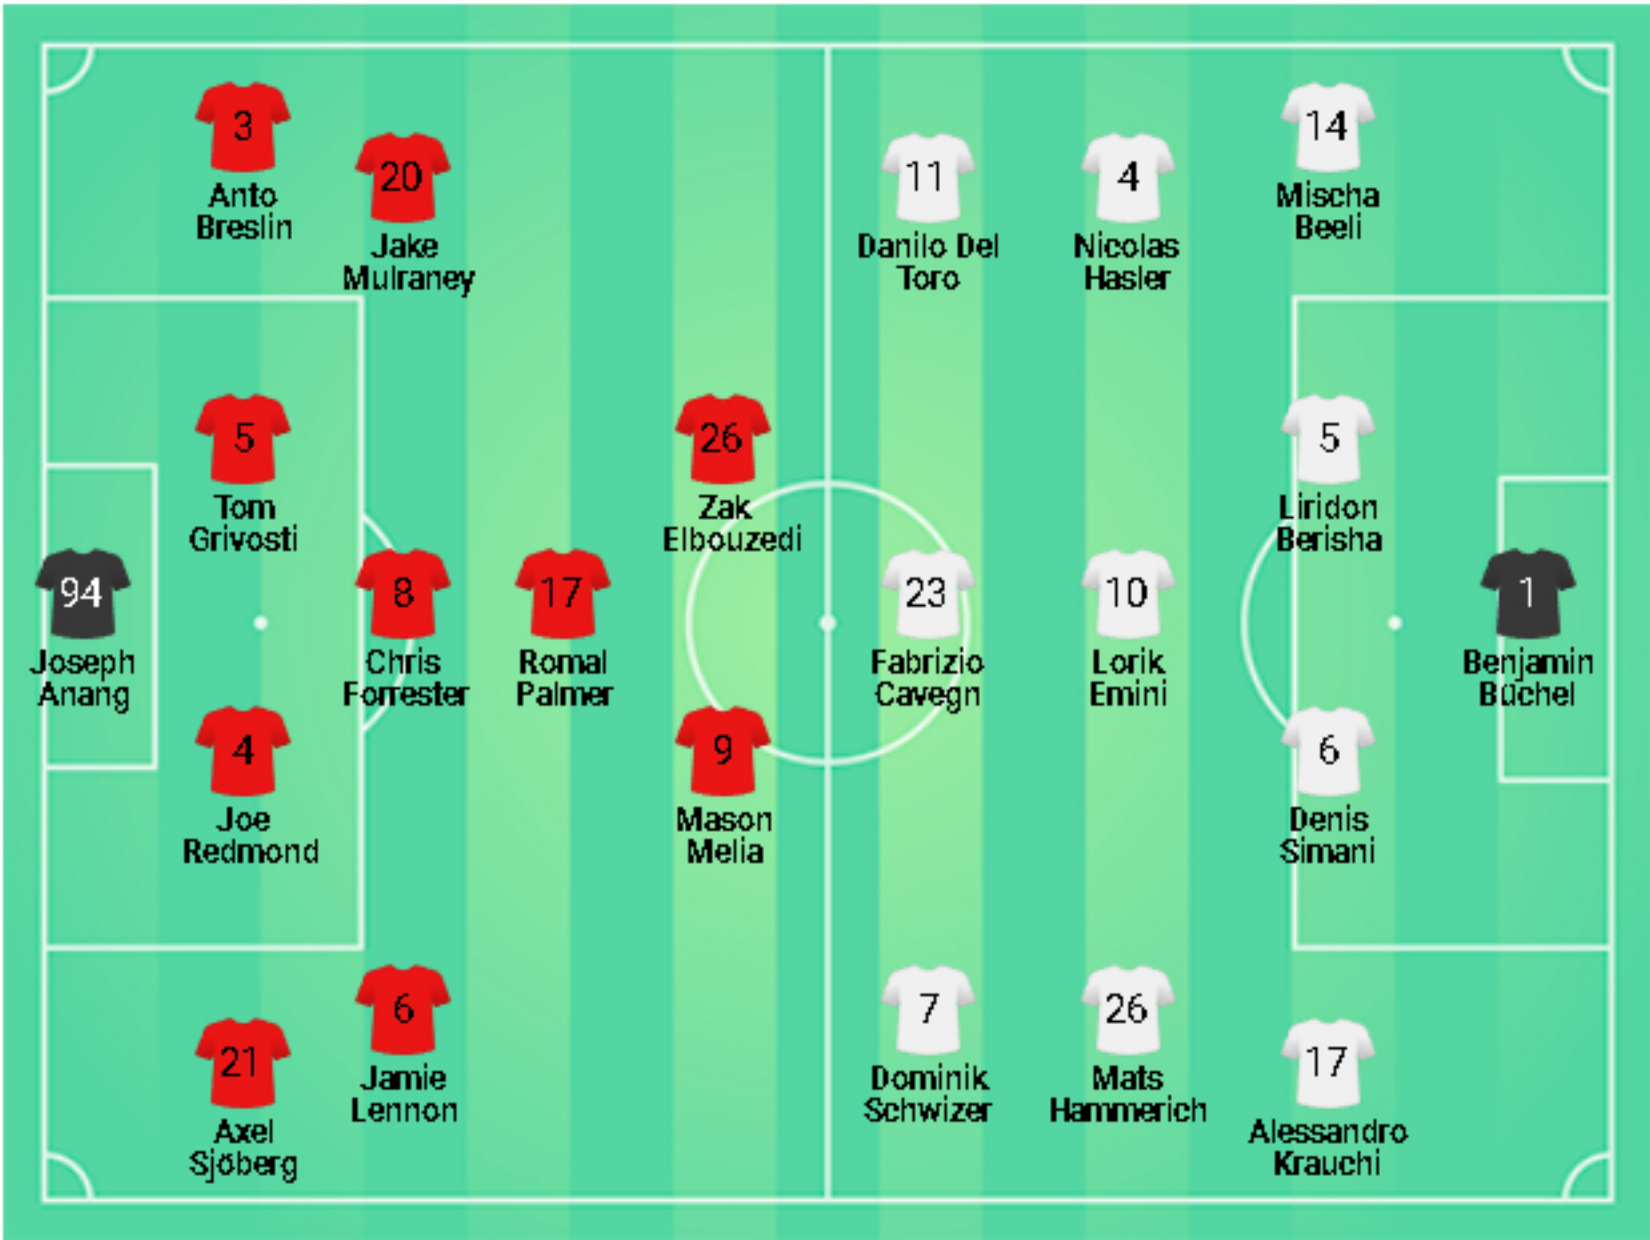 3
Anto
Breslin
20
Jake
Mulraney
5
Tom
Grivosti
94
Joseph
Anang
8
Chris
Forrester
17
Romal
Palmer
26
Zak
Elbouzedi
4
Joe
Redmond
9
Mason
Melia
21
Axel
Sjöberg
6
Jamie
Lennon
11
Danilo Del
Toro
4
Nicolas
Hasler
14
Mischa
Beeli
23
Fabrizio
Cavegn
10
Lorik
Emini
5
Liridon
Berisha
1
Benjamin
Büchel
6
Denis
Simani
7
Dominik
Schwizer
26
Mats
Hammerich
17
Alessandro
Krauchi